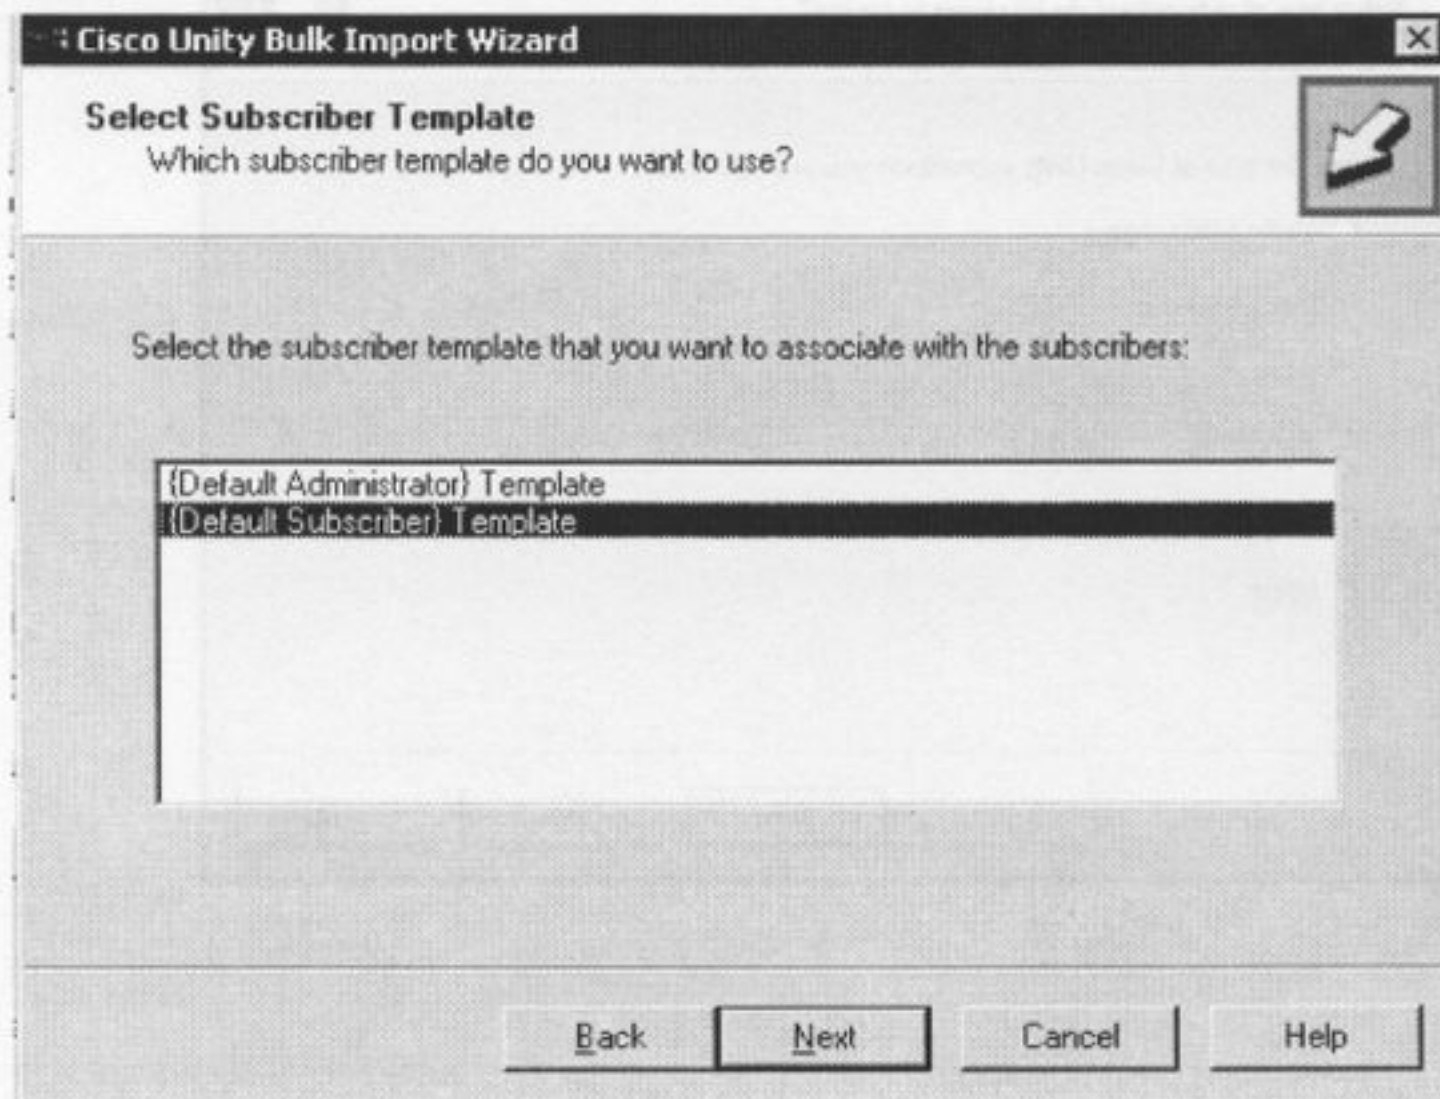 Cisco Unity Bulk Import Wizard
Select Subscriber Template
Which subscriber template do you want to use?
Select the subscriber template that you want to associate with the subscribers:
{Default Administrator} Template
{Default Subscriber} Template
Back
Next
Cancel
Help